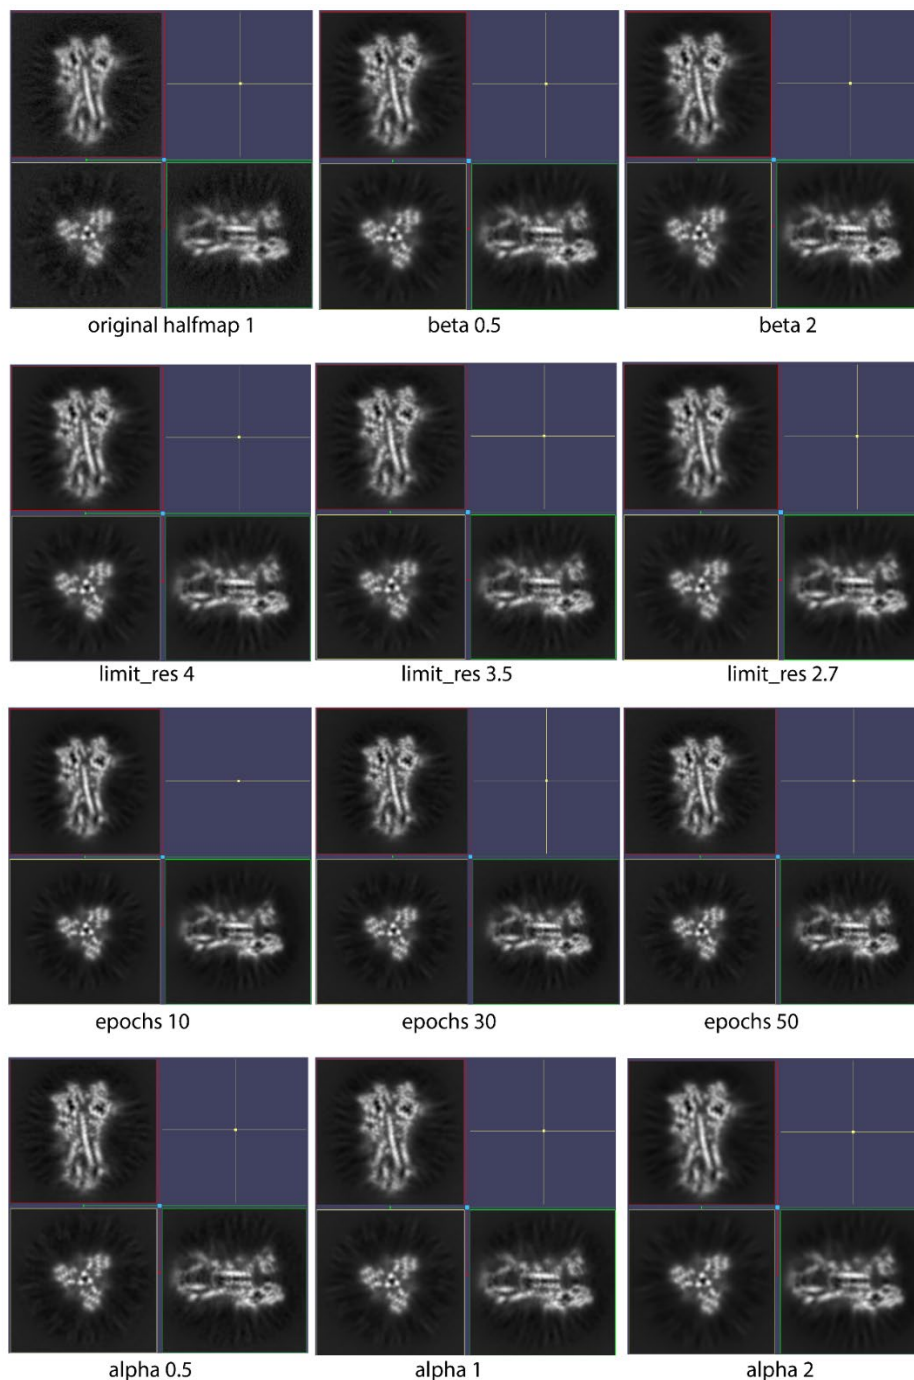 original halfmap 1
beta 0.5
beta 2
limit_res 4
limit_res 3.5
limit_res 2.7
epochs 10
epochs 30
epochs 50
alpha 0.5
alpha 1
alpha 2